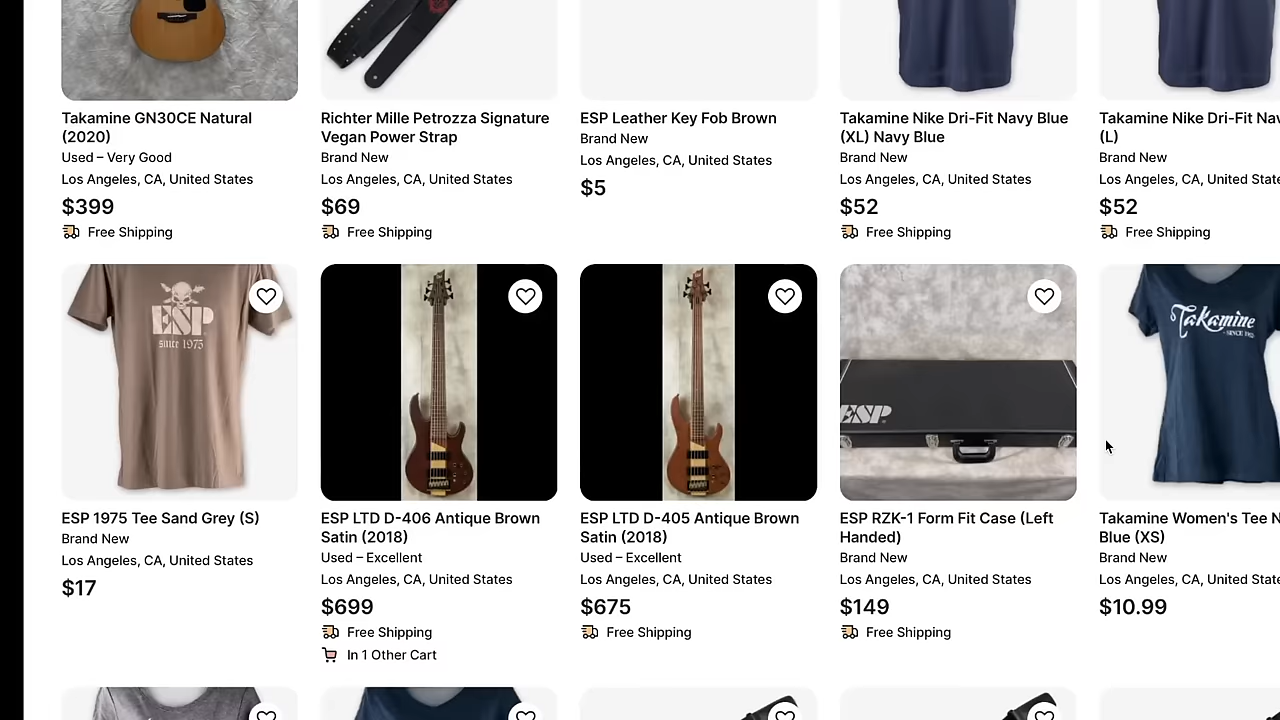 Takamine GN30CE Natural
(2020)
Used – Very Good
Los Angeles, CA, United States
$399
Free Shipping
Richter Mille Petrozza Signature
Vegan Power Strap
Brand New
Los Angeles, CA, United States
$69
Free Shipping
ESP Leather Key Fob Brown
Brand New
Los Angeles, CA, United States
$5
Takamine Nike Dri-Fit Navy Blue
(XL) Navy Blue
Brand New
Los Angeles, CA, United States
$52
Free Shipping
Takamine Nike Dri-Fit Nav
(L)
Brand New
Los Angeles, CA, United State
$52
Free Shipping
ESP
since 1975
ESP 1975 Tee Sand Grey (S)
Brand New
Los Angeles, CA, United States
$17
ESP LTD D-406 Antique Brown
Satin (2018)
Used – Excellent
Los Angeles, CA, United States
$699
Free Shipping
In 1 Other Cart
ESP LTD D-405 Antique Brown
Satin (2018)
Used – Excellent
Los Angeles, CA, United States
$675
Free Shipping
ESP
ESP RZK-1 Form Fit Case (Left
Handed)
Brand New
Los Angeles, CA, United States
$149
Free Shipping
Takamine
Takamine Women's Tee N
Blue (XS)
Brand New
Los Angeles, CA, United State
$10.99